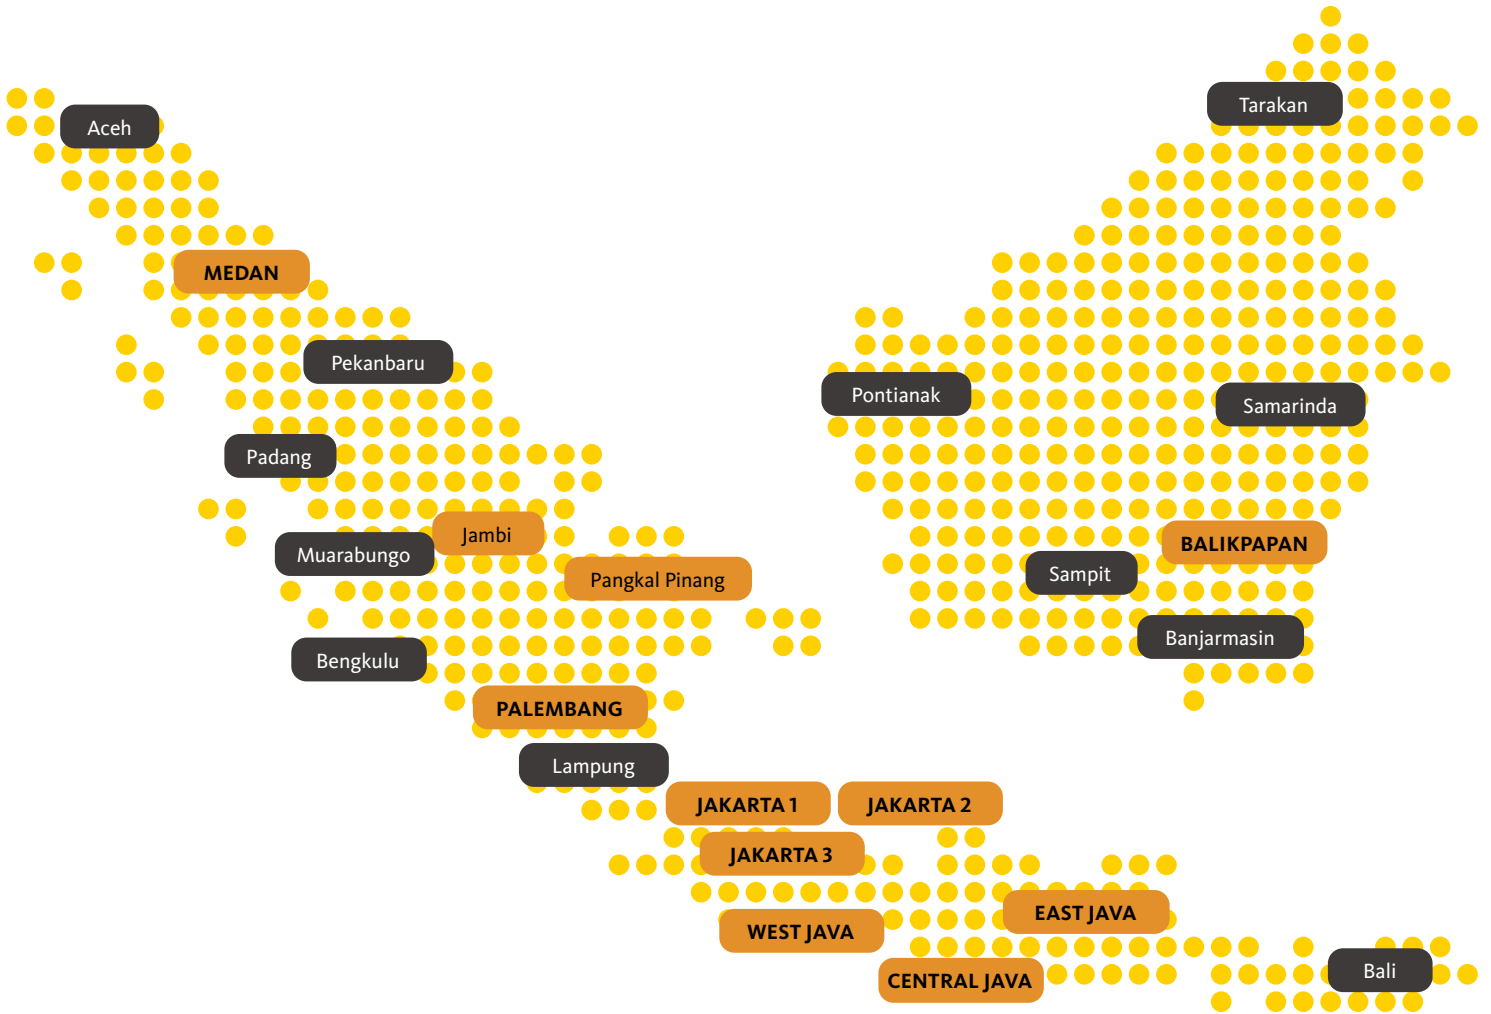 Tarakan
Aceh
MEDAN
Pekanbaru
Pontianak
Samarinda
Padang
Jambi
BALIKPAPAN
Muarabungo
Sampit
Pangkal Pinang
Banjarmasin
Bengkulu
PALEMBANG
Lampung
JAKARTA 1
JAKARTA 2
JAKARTA 3
EAST JAVA
WEST JAVA
Bali
CENTRAL JAVA